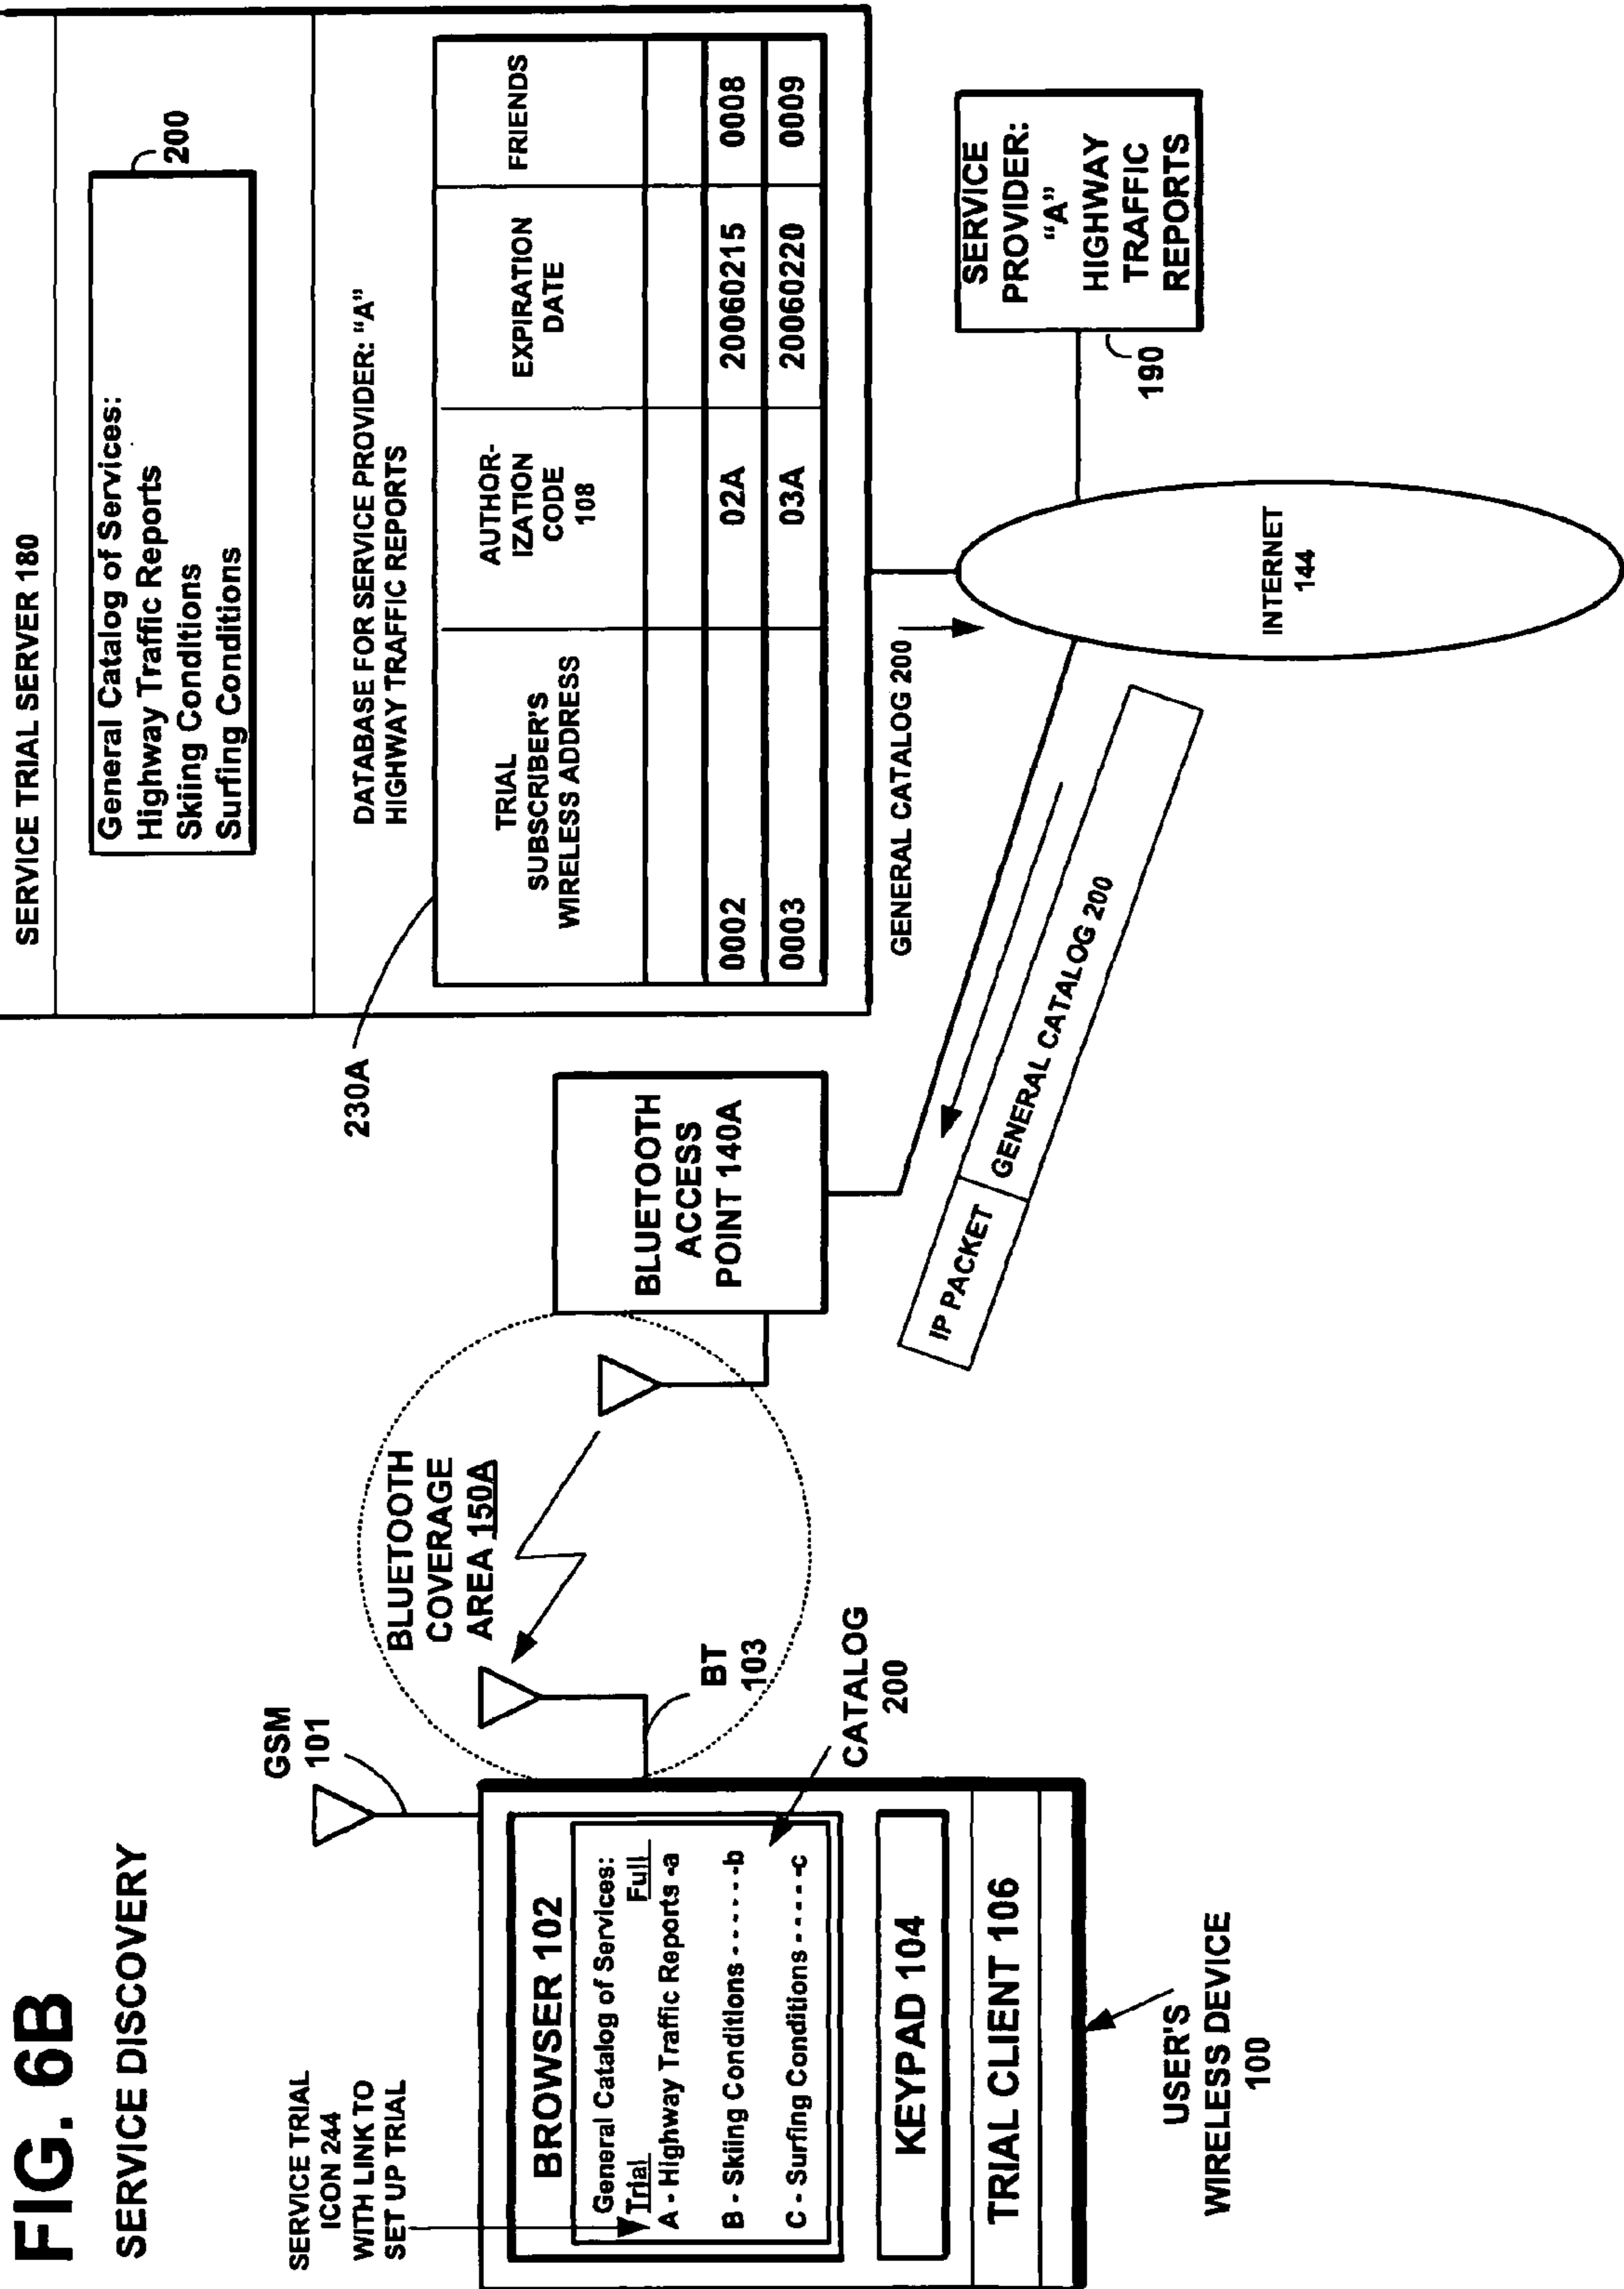 FIG. 6B
SERVICE DISCOVERY
SERVICE TRIAL
ICON 244
WITH LINK TO
SET UP TRIAL
GSM
101
BROWSER 102
General Catalog of Services:
Trial Full
A - Highway Traffic Reports -a
B - Skiing Conditions - - - - - -b
C - Surfing Conditions - - - - -c
KEYPAD 104
TRIAL CLIENT 106
USER'S
WIRELESS DEVICE
100
BT
103
CATALOG
200
BLUETOOTH
COVERAGE
AREA 150A
BLUETOOTH
ACCESS
POINT 140A
IP PACKET GENERAL CATALOG 200
SERVICE TRIAL SERVER 180
General Catalog of Services:
Highway Traffic Reports
Skiing Conditions
Surfing Conditions
200
DATABASE FOR SERVICE PROVIDER: "A"
HIGHWAY TRAFFIC REPORTS
230A
TRIAL
SUBSCRIBER'S
WIRELESS ADDRESS
AUTHOR-
IZATION
CODE
108
EXPIRATION
DATE
FRIENDS
0002 02A 20060215 0008
0003 03A 20060220 0009
GENERAL CATALOG 200
INTERNET
144
SERVICE
PROVIDER:
"A"
HIGHWAY
TRAFFIC
REPORTS
190